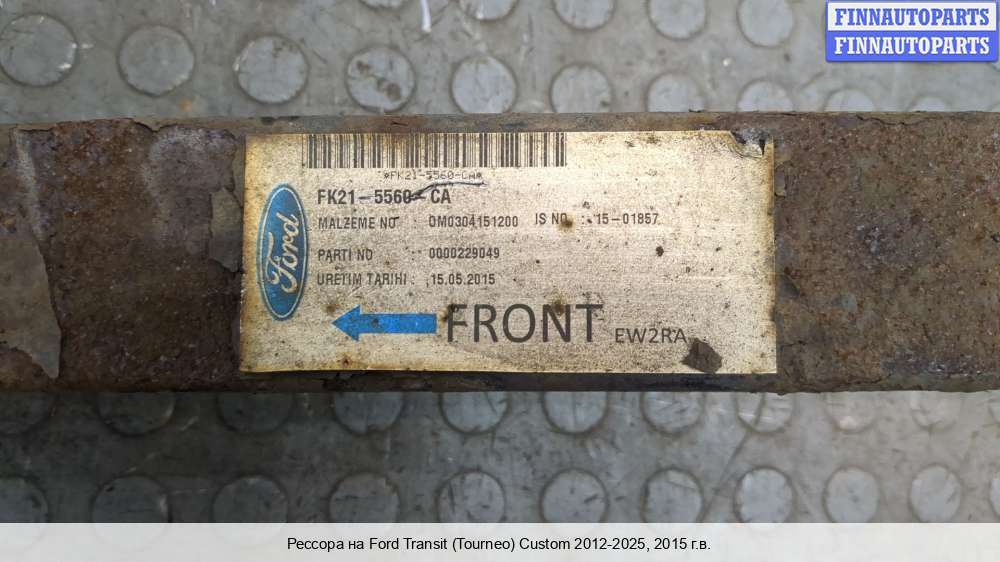 FINNAUTOPARTS
FINNAUTOPARTS
*FK21-5560-CA*
FK21-5560-CA
MALZEME NO : OM0304151200 IS NO : 15-01857
PARTI NO : 0000229049
URETIM TARIHI : 15.05.2015
Ford
FRONT EW2RA
Рессора на Ford Transit (Tourneo) Custom 2012-2025, 2015 г.в.